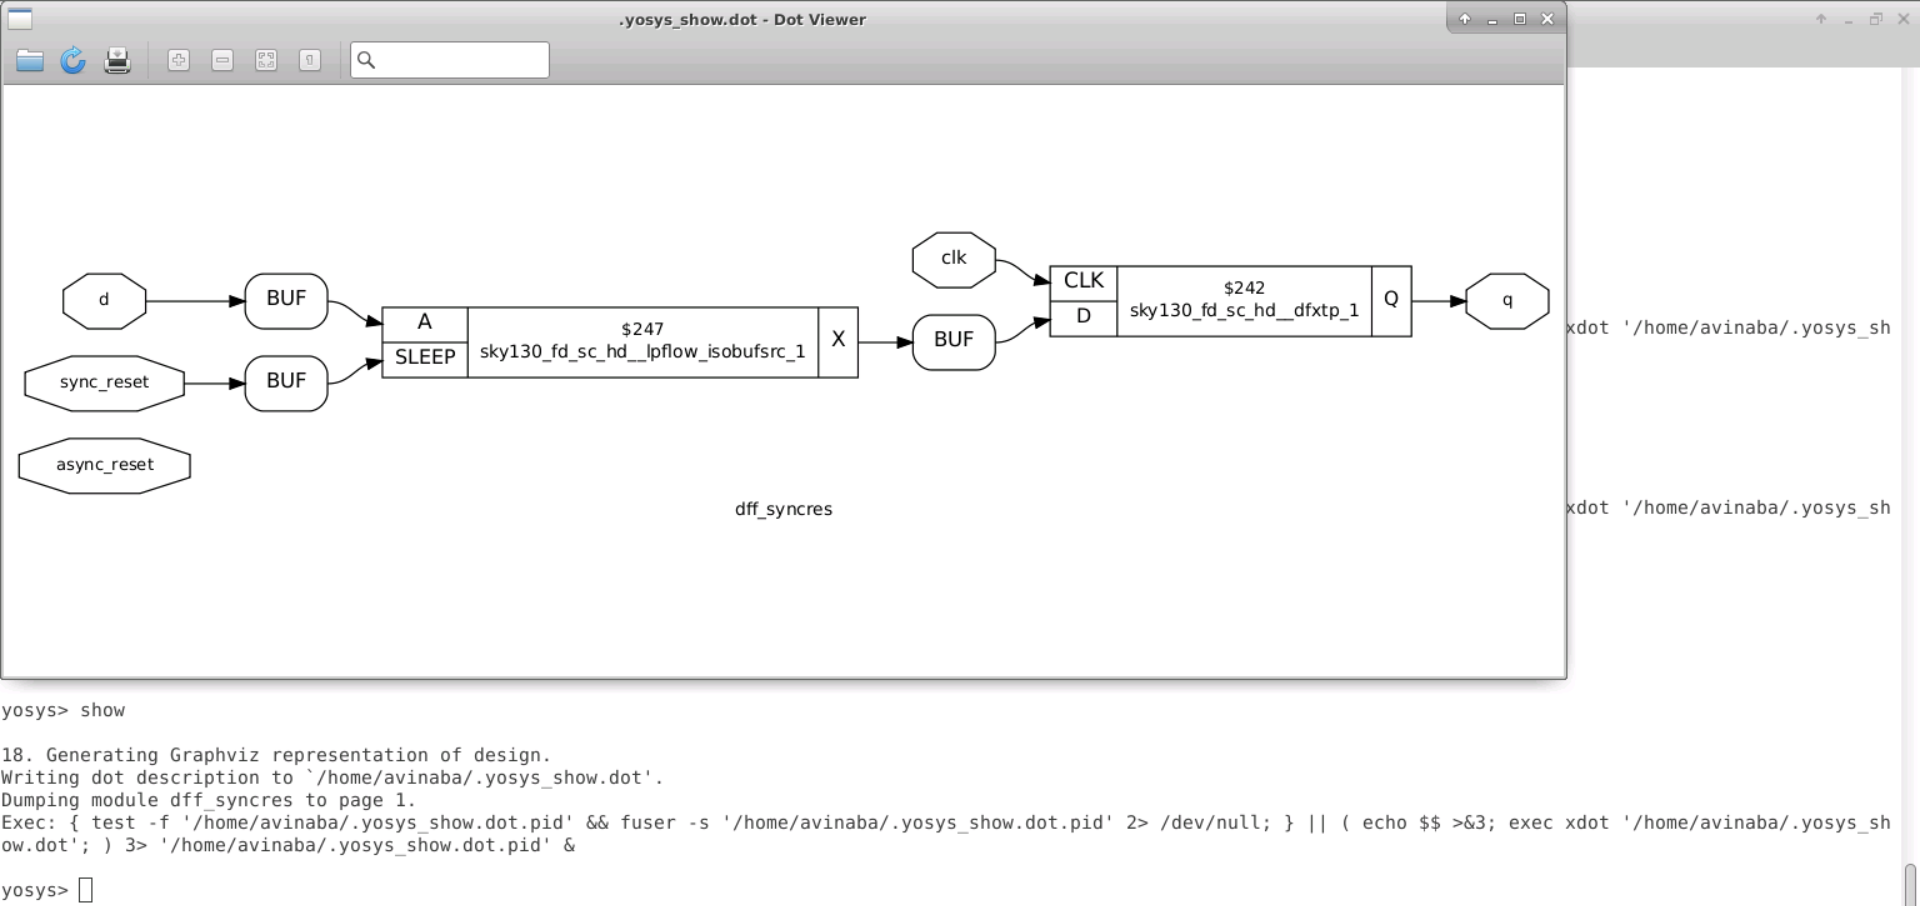 .yosys_show.dot - Dot Viewer
clk
d
BUF
CLK
$242
sky130_fd_sc_hd__dfxtp_1
Q
q
A
$247
sky130_fd_sc_hd__lpflow_isobufsrc_1
X
BUF
D
SLEEP
sync_reset
BUF
async_reset
dff_syncres
xdot '/home/avinaba/.yosys_sh
xdot '/home/avinaba/.yosys_sh
yosys> show
18. Generating Graphviz representation of design.
Writing dot description to `/home/avinaba/.yosys_show.dot'.
Dumping module dff_syncres to page 1.
Exec: { test -f '/home/avinaba/.yosys_show.dot.pid' && fuser -s '/home/avinaba/.yosys_show.dot.pid' 2> /dev/null; } || ( echo $$ >&3; exec xdot '/home/avinaba/.yosys_sh
ow.dot'; ) 3> '/home/avinaba/.yosys_show.dot.pid' &
yosys>